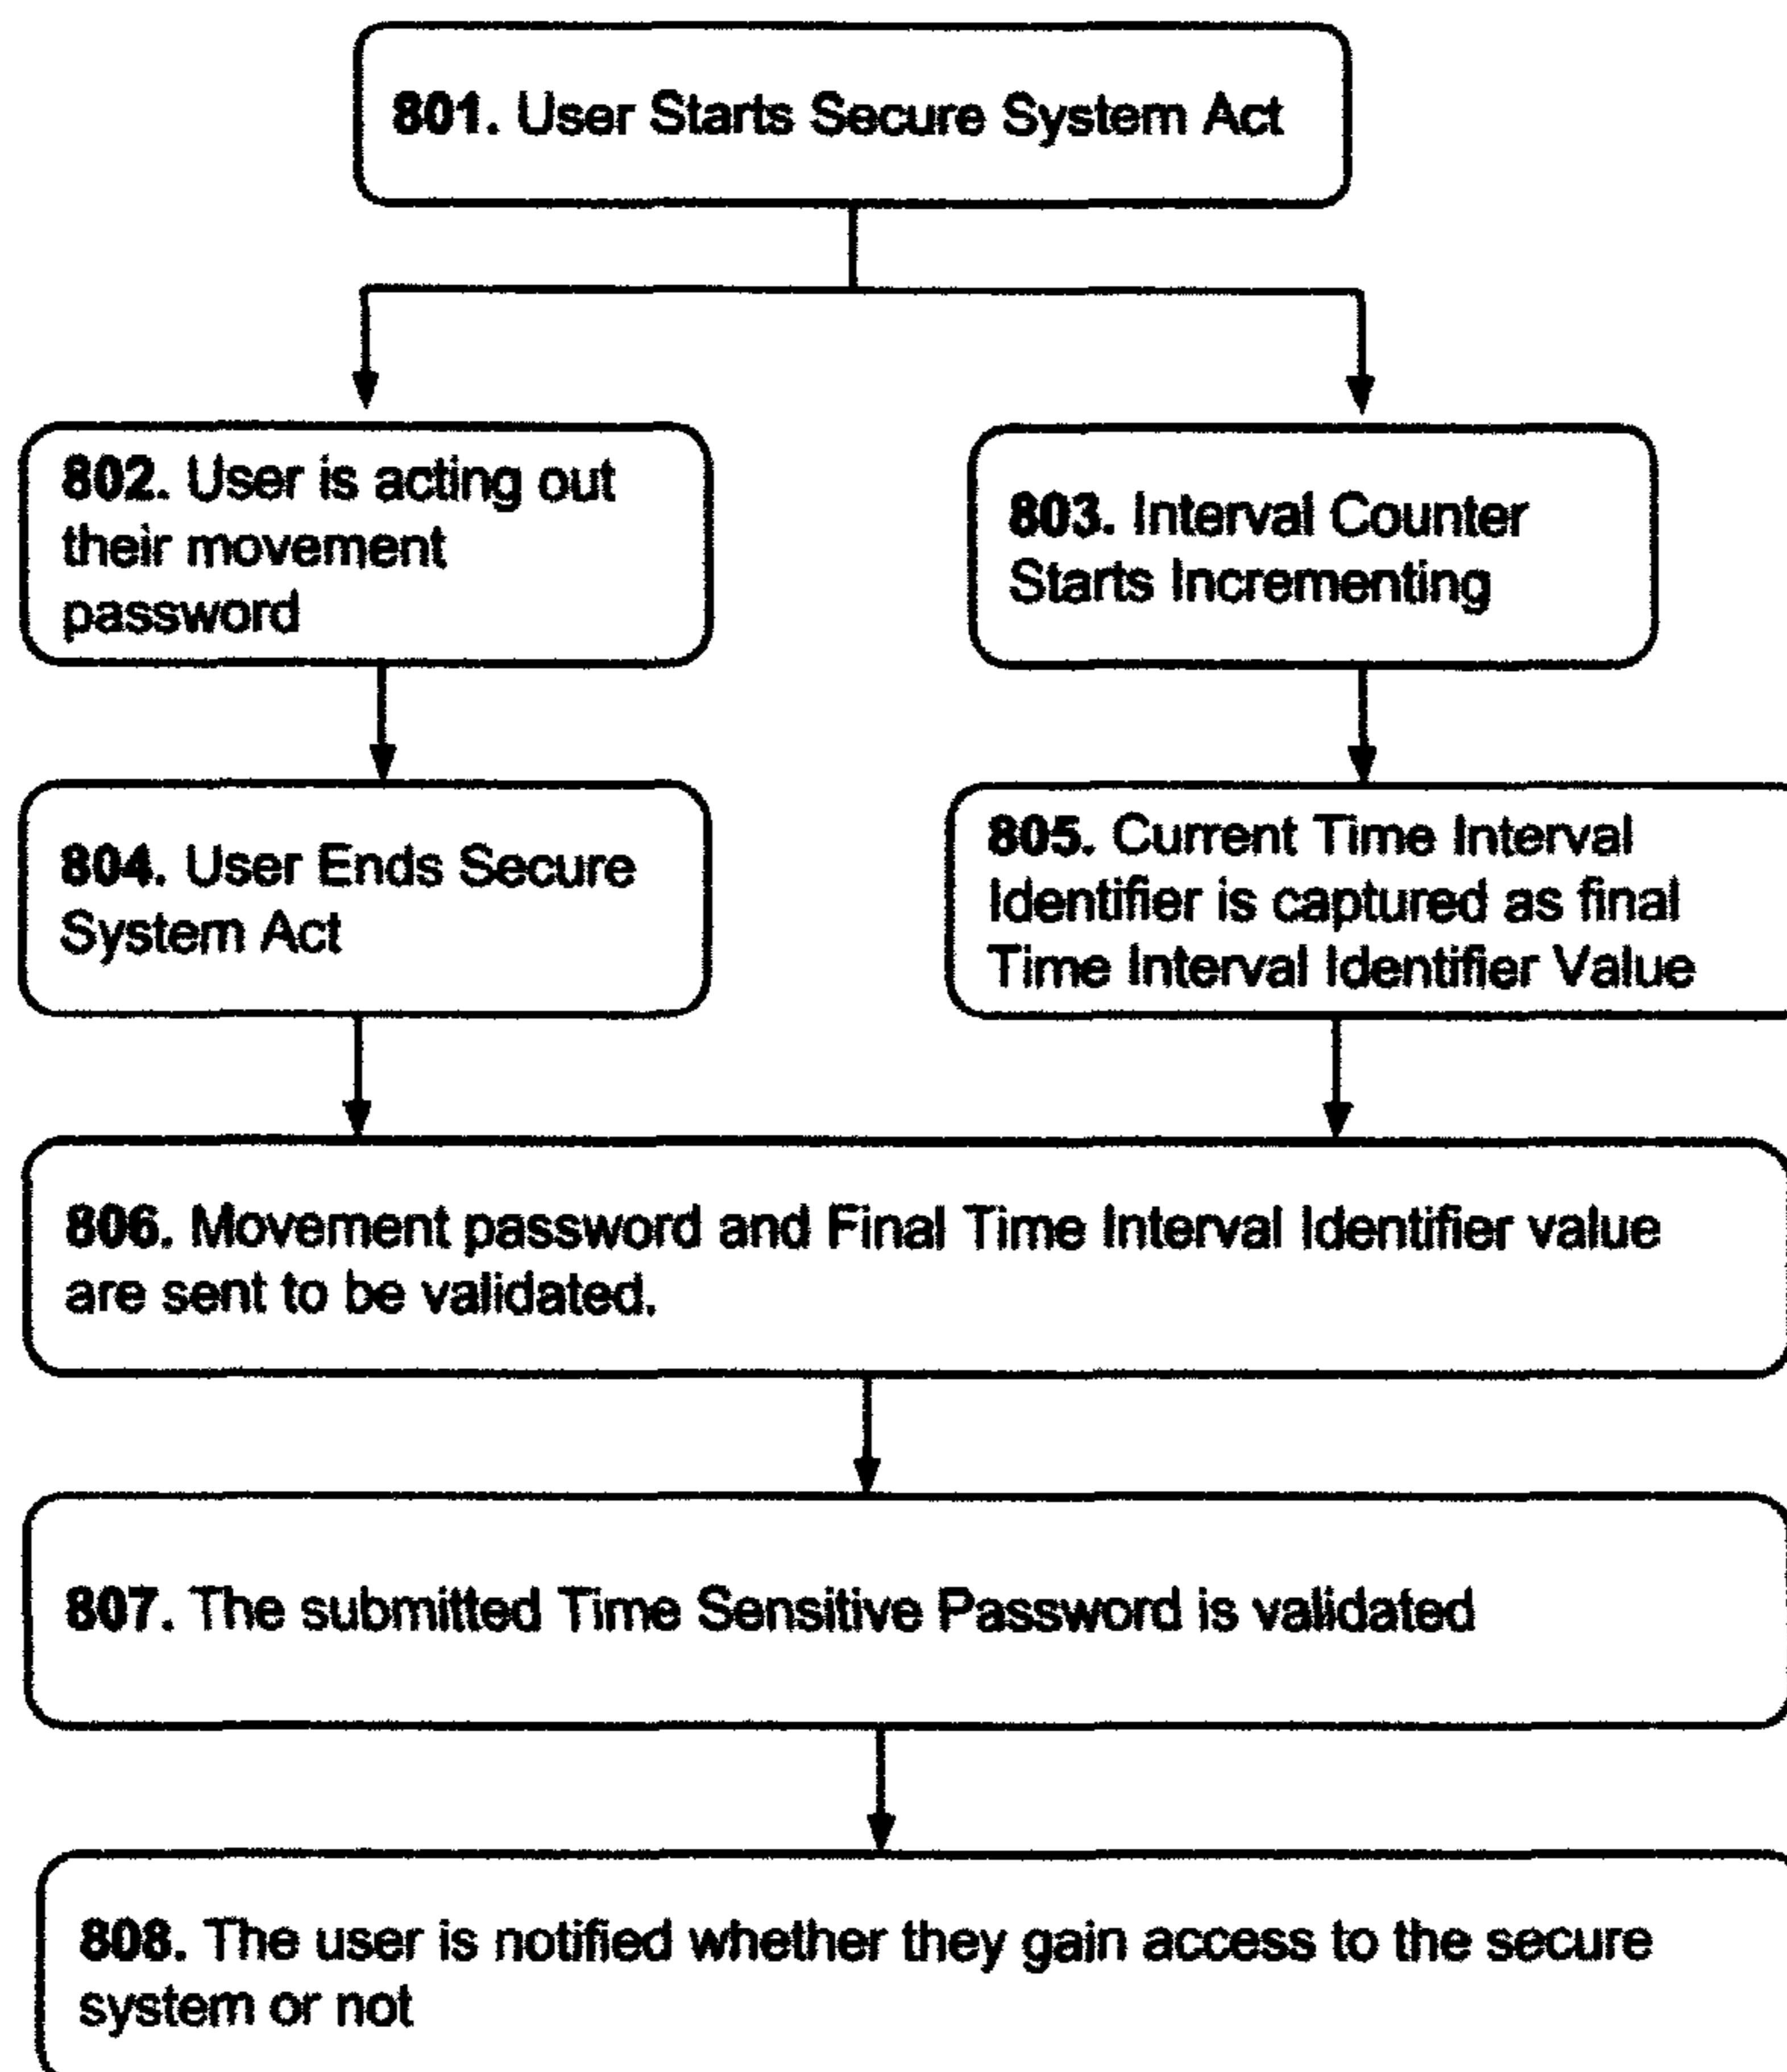 801. User Starts Secure System Act
802. User is acting out
their movement
password
803. Interval Counter
Starts Incrementing
804. User Ends Secure
System Act
805. Current Time Interval
Identifier is captured as final
Time Interval Identifier Value
806. Movement password and Final Time Interval Identifier value
are sent to be validated.
807. The submitted Time Sensitive Password is validated
808. The user is notified whether they gain access to the secure
system or not